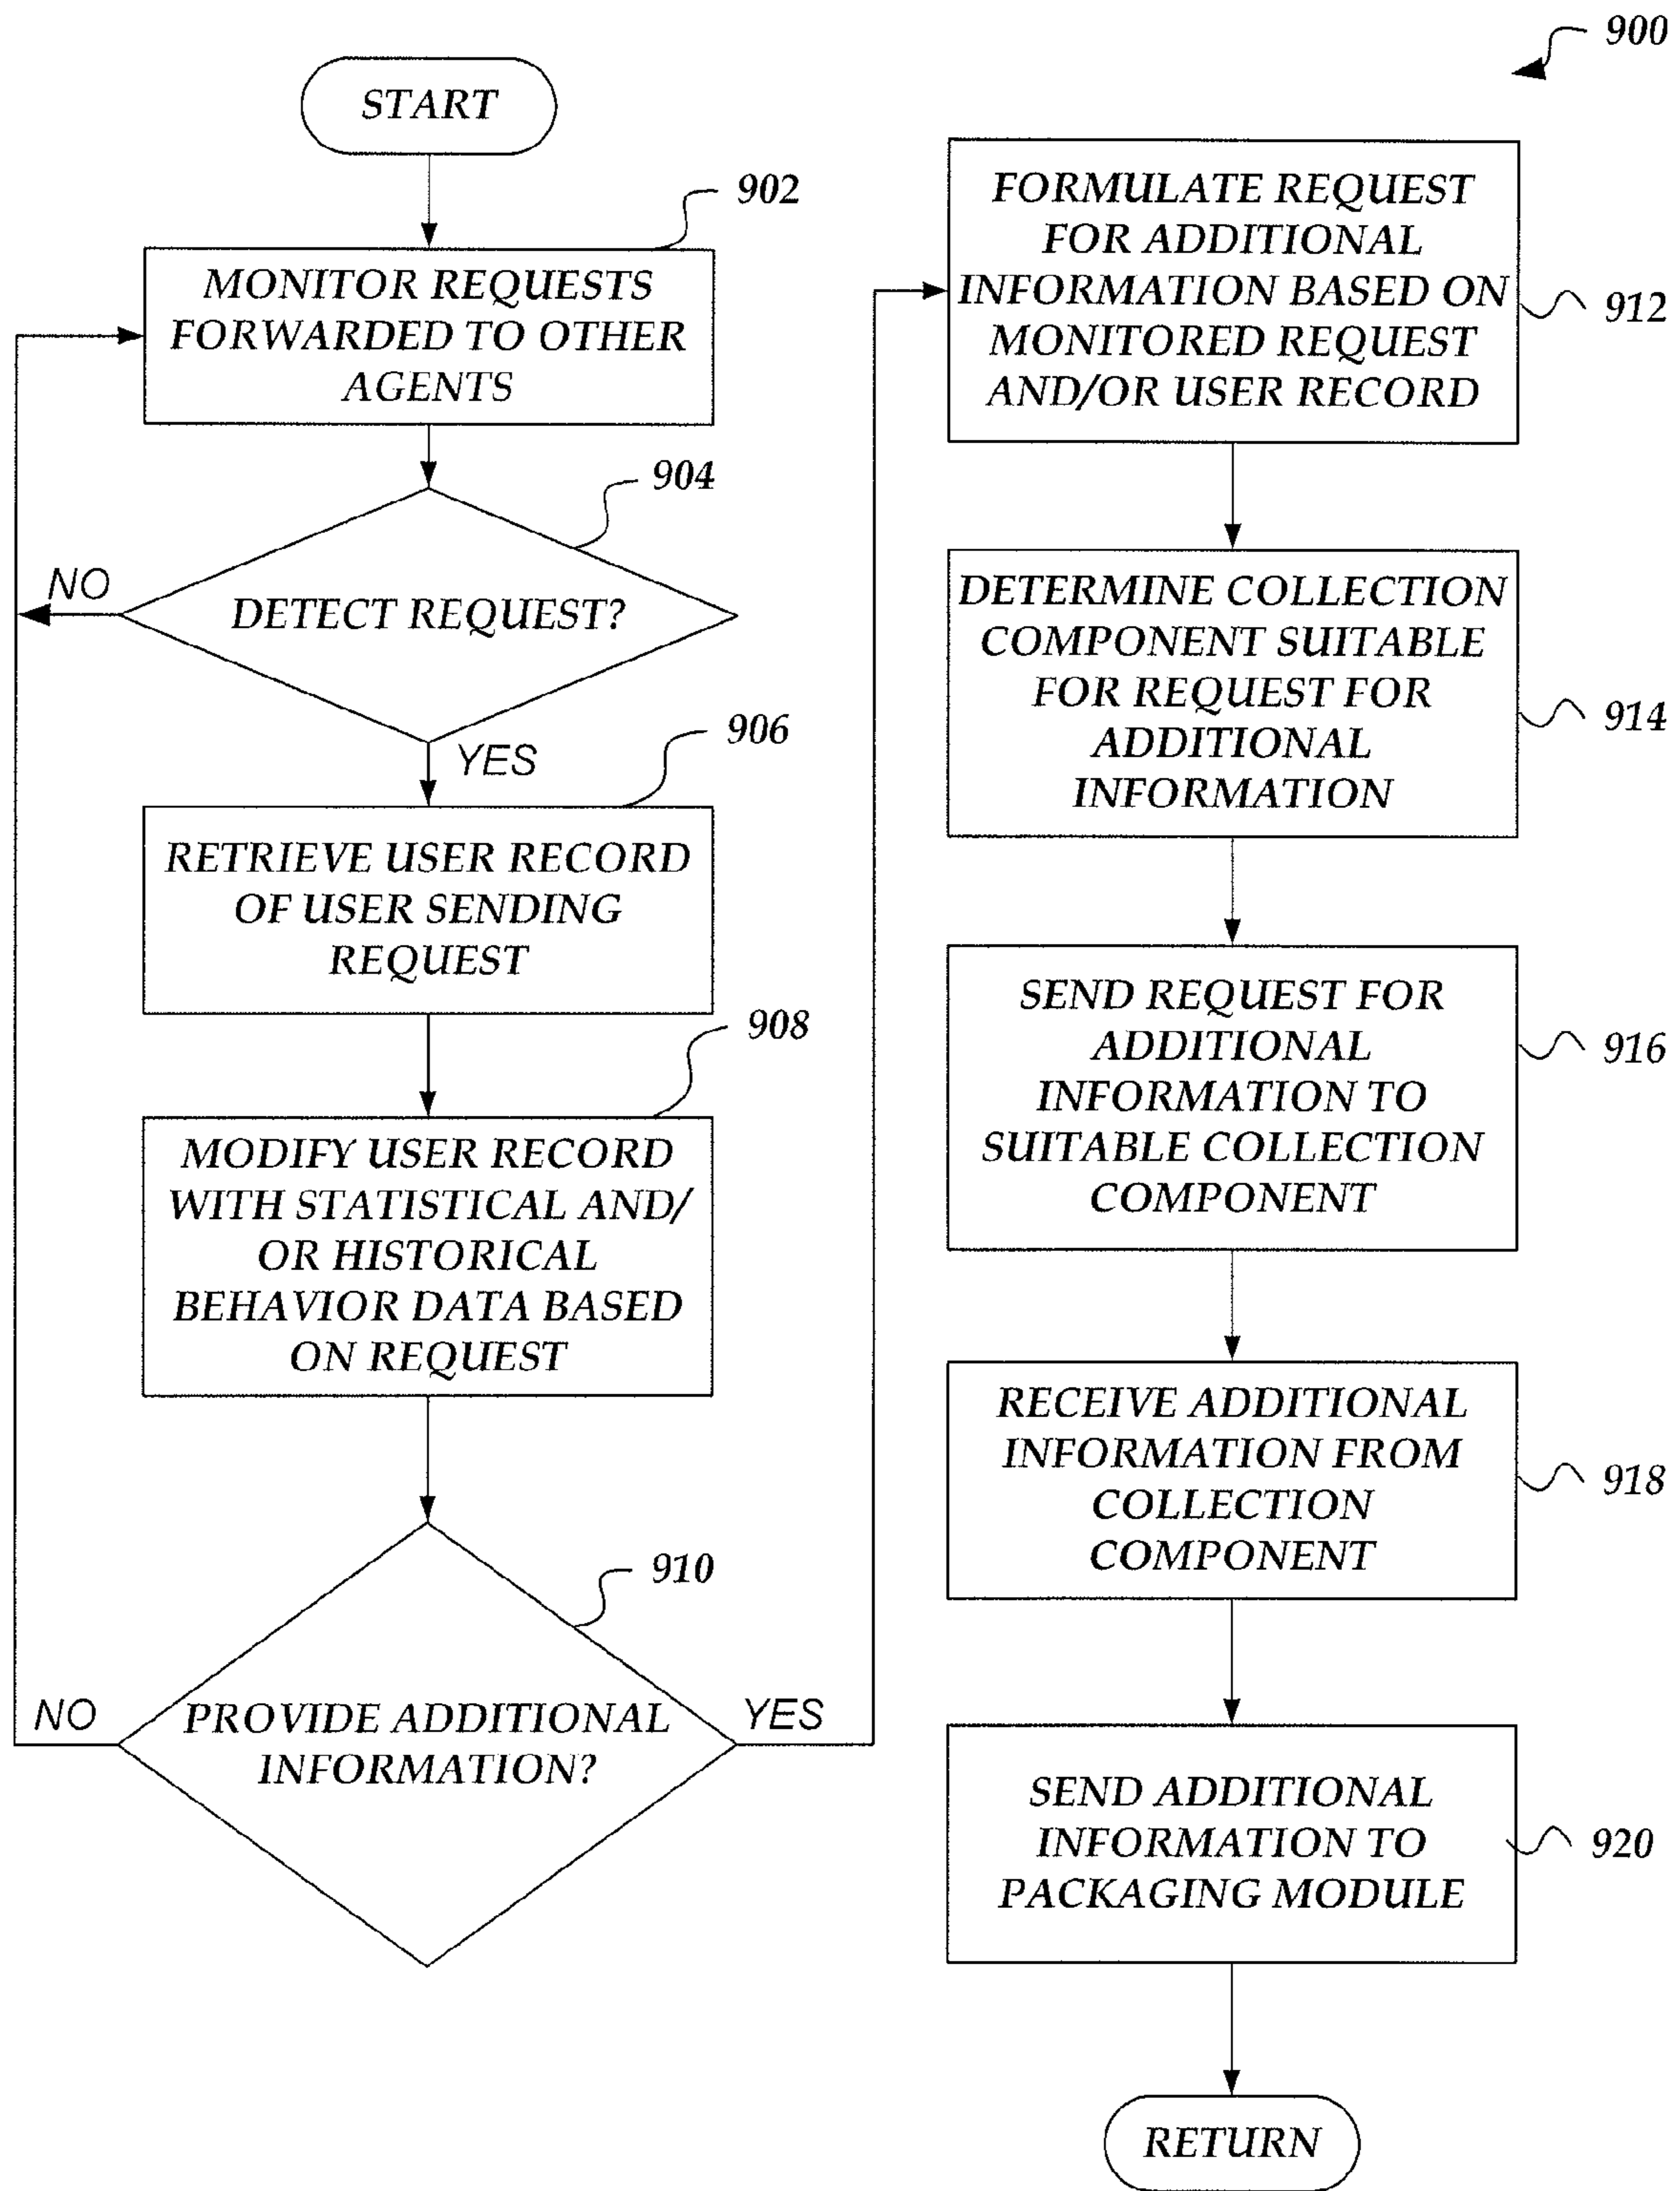 900
START
902
MONITOR REQUESTS
FORWARDED TO OTHER
AGENTS
904
NO
DETECT REQUEST?
YES
906
RETRIEVE USER RECORD
OF USER SENDING
REQUEST
908
MODIFY USER RECORD
WITH STATISTICAL AND/
OR HISTORICAL
BEHAVIOR DATA BASED
ON REQUEST
910
NO
PROVIDE ADDITIONAL
INFORMATION?
YES
FORMULATE REQUEST
FOR ADDITIONAL
INFORMATION BASED ON
MONITORED REQUEST
AND/OR USER RECORD
912
DETERMINE COLLECTION
COMPONENT SUITABLE
FOR REQUEST FOR
ADDITIONAL
INFORMATION
914
SEND REQUEST FOR
ADDITIONAL
INFORMATION TO
SUITABLE COLLECTION
COMPONENT
916
RECEIVE ADDITIONAL
INFORMATION FROM
COLLECTION
COMPONENT
918
SEND ADDITIONAL
INFORMATION TO
PACKAGING MODULE
920
RETURN